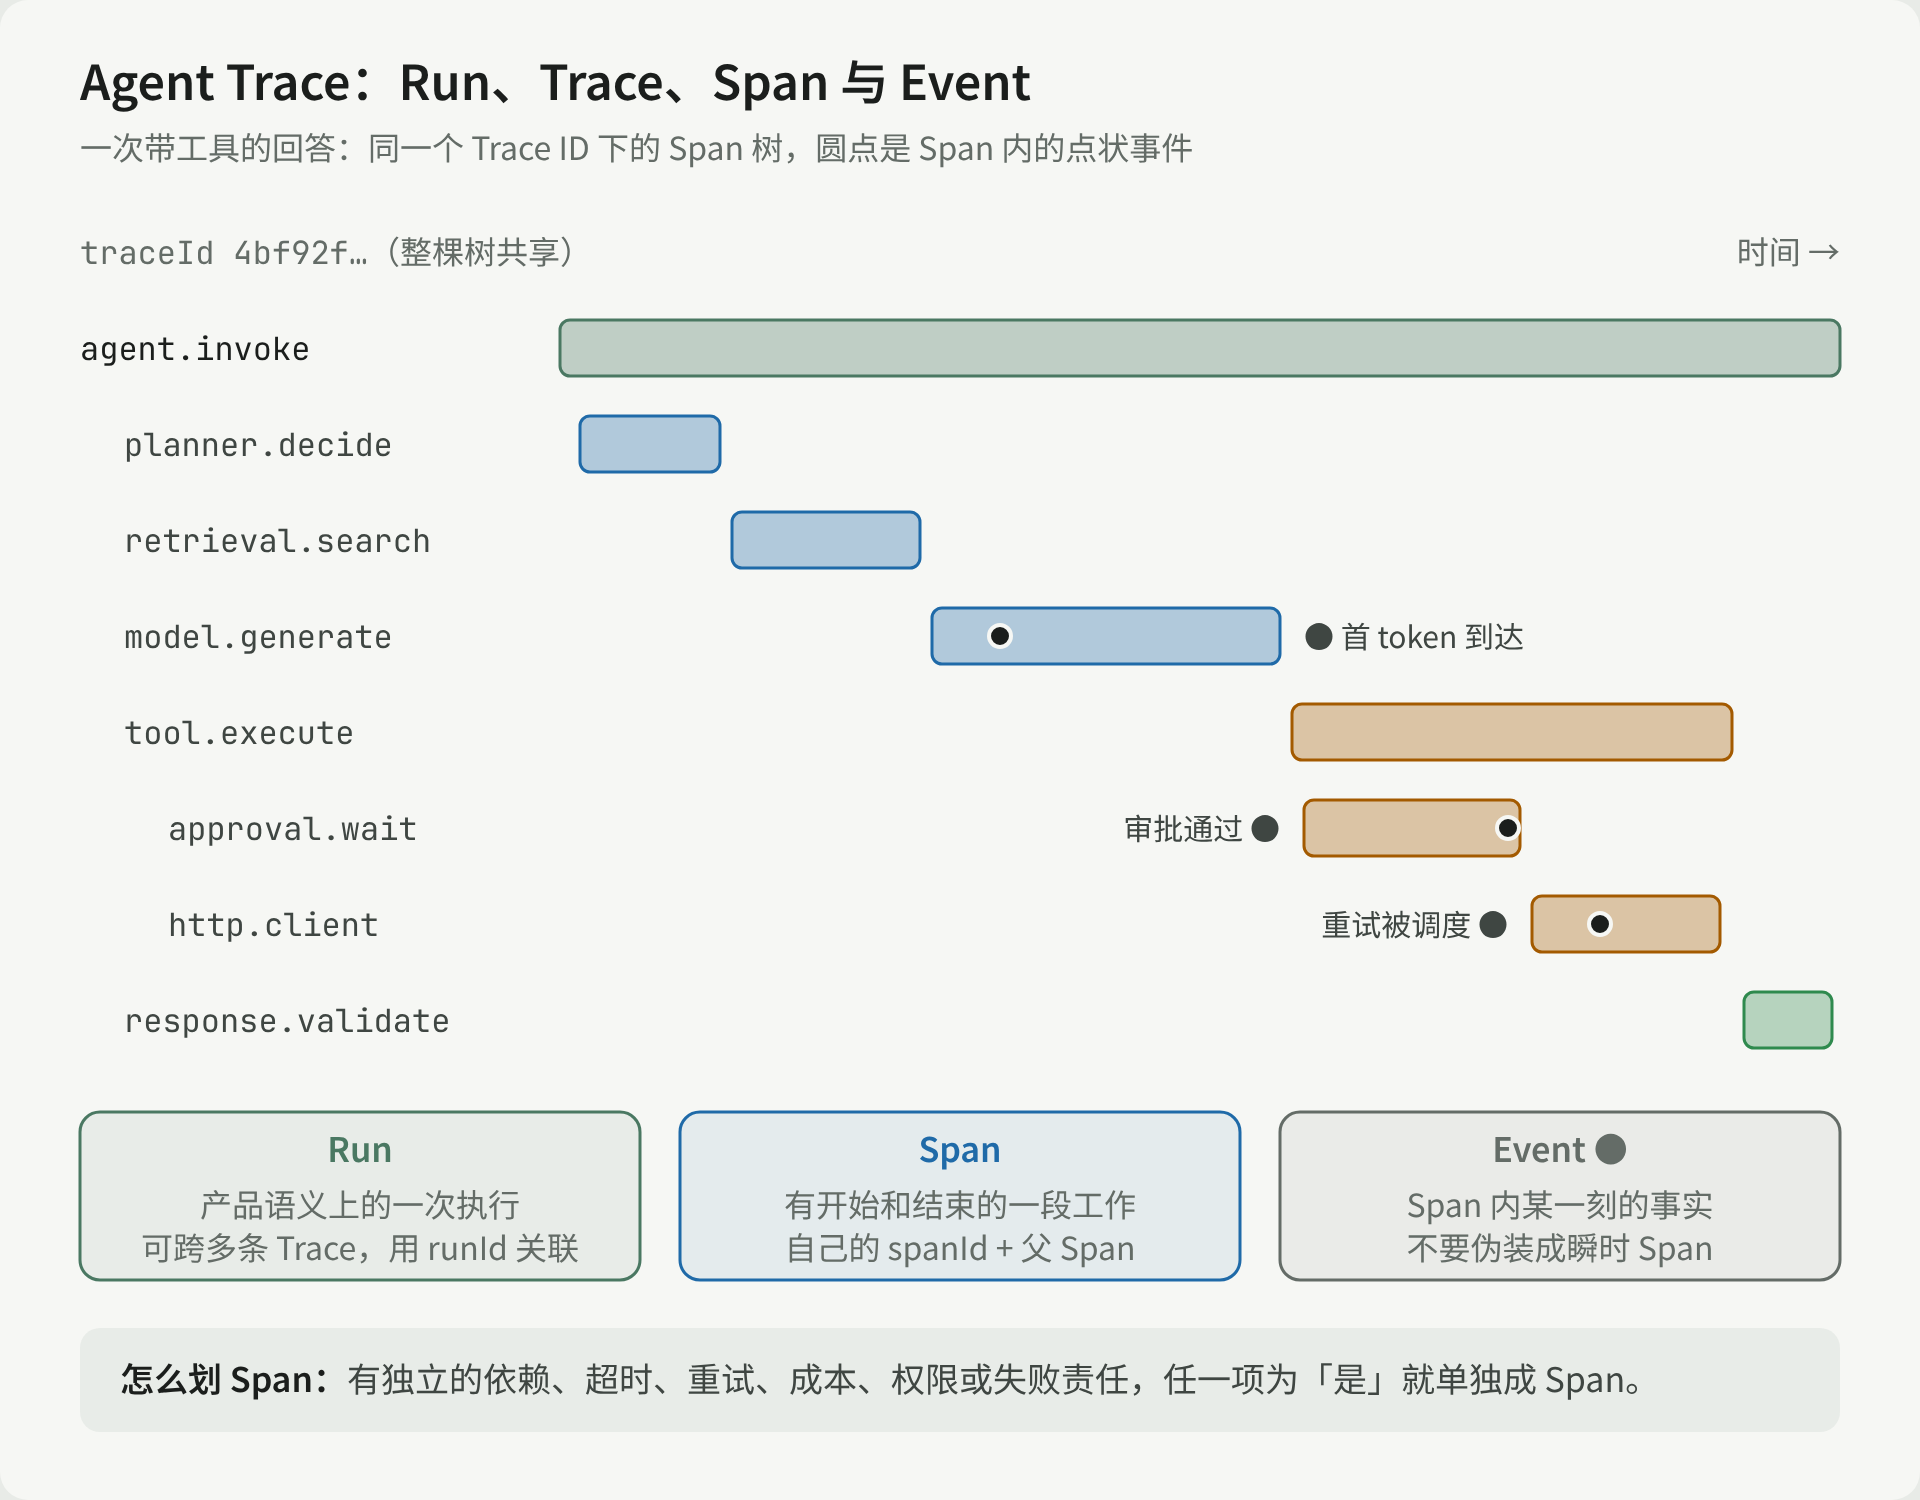 Agent Trace：Run、Trace、Span 与 Event
一次带工具的回答：同一个 Trace ID 下的 Span 树，圆点是 Span 内的点状事件
traceId 4bf92f…（整棵树共享）
时间 →
agent.invoke
planner.decide
retrieval.search
model.generate
首 token 到达
tool.execute
approval.wait
审批通过
http.client
重试被调度
response.validate
Run
产品语义上的一次执行
可跨多条 Trace，用 runId 关联
Span
有开始和结束的一段工作
自己的 spanId + 父 Span
Event
Span 内某一刻的事实
不要伪装成瞬时 Span
怎么划 Span：有独立的依赖、超时、重试、成本、权限或失败责任，任一项为「是」就单独成 Span。